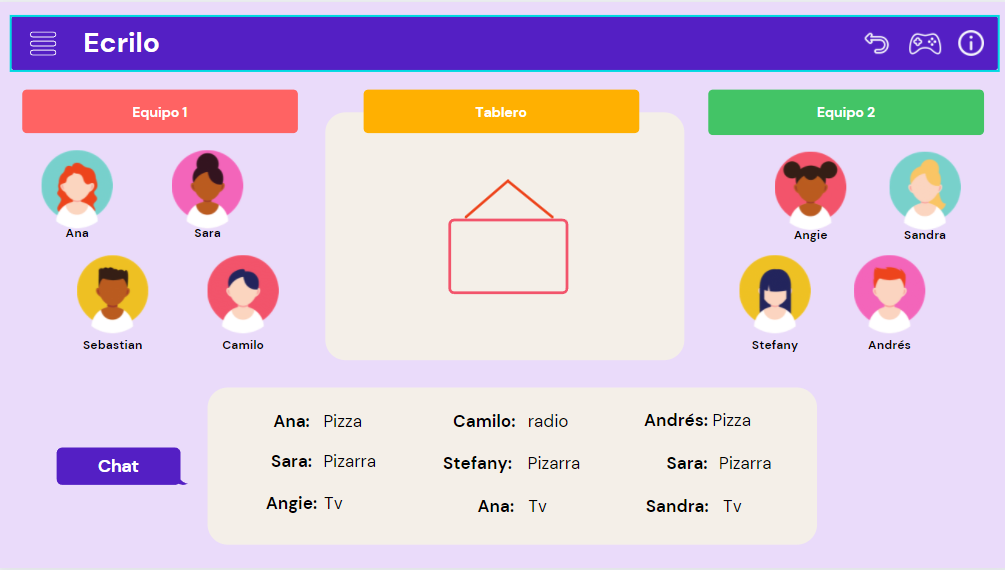 Ecrilo
Equipo 1
Tablero
Equipo 2
Ana
Sara
Angie
Sandra
Sebastian
Camilo
Stefany
Andrés
Chat
Ana: Pizza
Camilo: radio
Andrés: Pizza
Sara: Pizarra
Stefany: Pizarra
Sara: Pizarra
Angie: Tv
Ana: Tv
Sandra: Tv